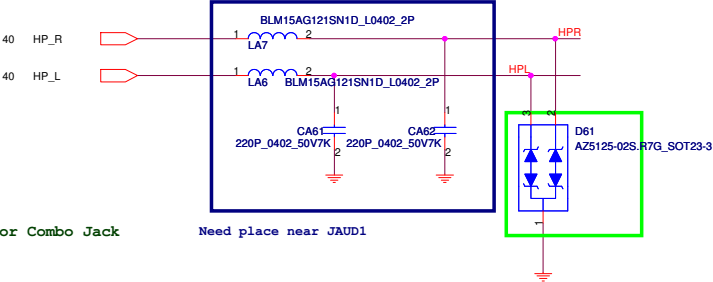 BLM15AG121SN1D_L0402_2P
40 HP_R 1 2 HPR
LA7
40 HP_L 1 2 HPL
LA6 BLM15AG121SN1D_L0402_2P
1 1 3 2
CA61 CA62 D61
220P_0402_50V7K 220P_0402_50V7K AZ5125-02S.R7G_SOT23-3
2 2
1
or Combo Jack Need place near JAUD1